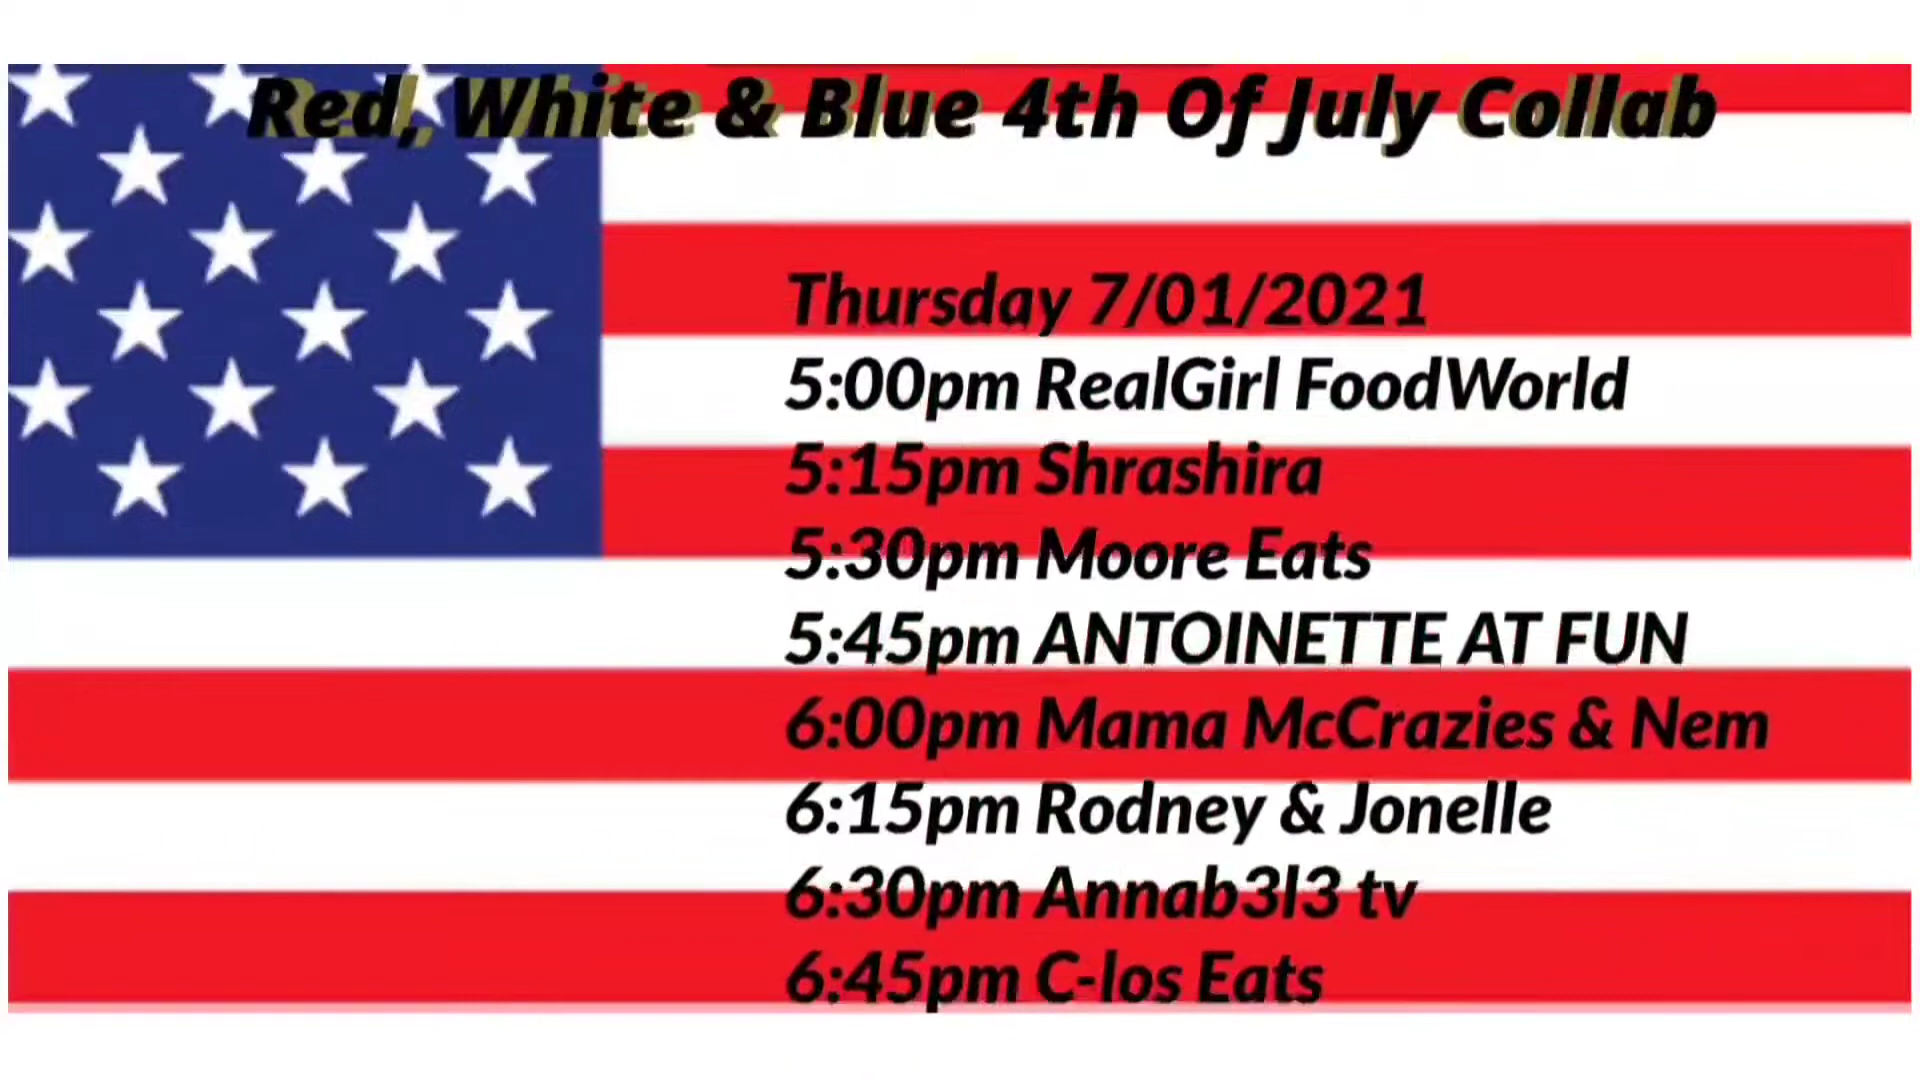 Red, White & Blue 4th Of July Collab
Thursday 7/01/2021
5:00pm RealGirl FoodWorld
5:15pm Shrashira
5:30pm Moore Eats
5:45pm ANTOINETTE AT FUN
6:00pm Mama McCrazies & Nem
6:15pm Rodney & Jonelle
6:30pm Annab3l3 tv
6:45pm C-los Eats